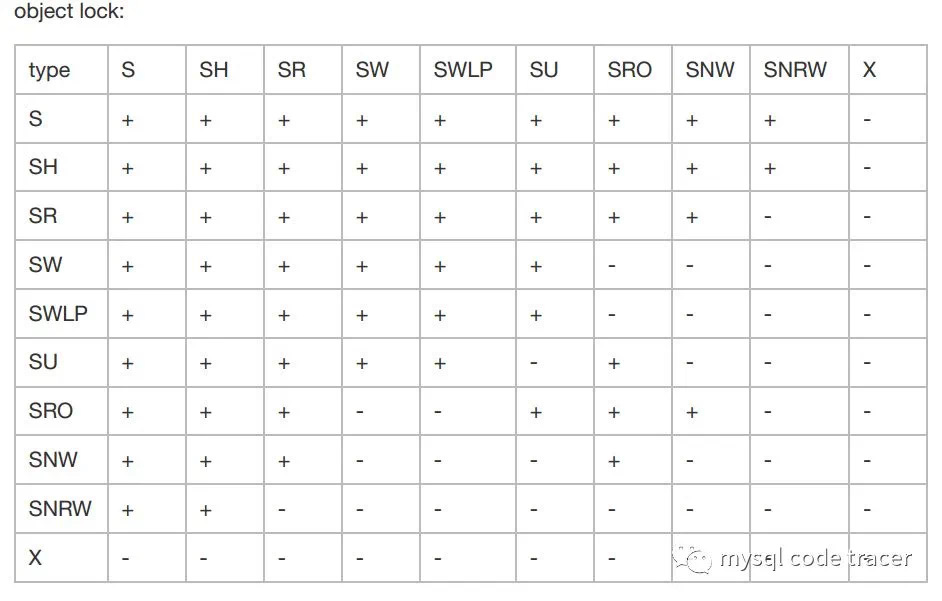 object lock:
type S SH SR SW SWLP SU SRO SNW SNRW X
S + + + + + + + + + -
SH + + + + + + + + + -
SR + + + + + + + + - -
SW + + + + + + - - - -
SWLP + + + + + + - - - -
SU + + + + + - + - - -
SRO + + + - - + + + - -
SNW + + + - - - + - - -
SNRW + + - - - - - - - -
X - - - - - - - - - -
mysql code tracer